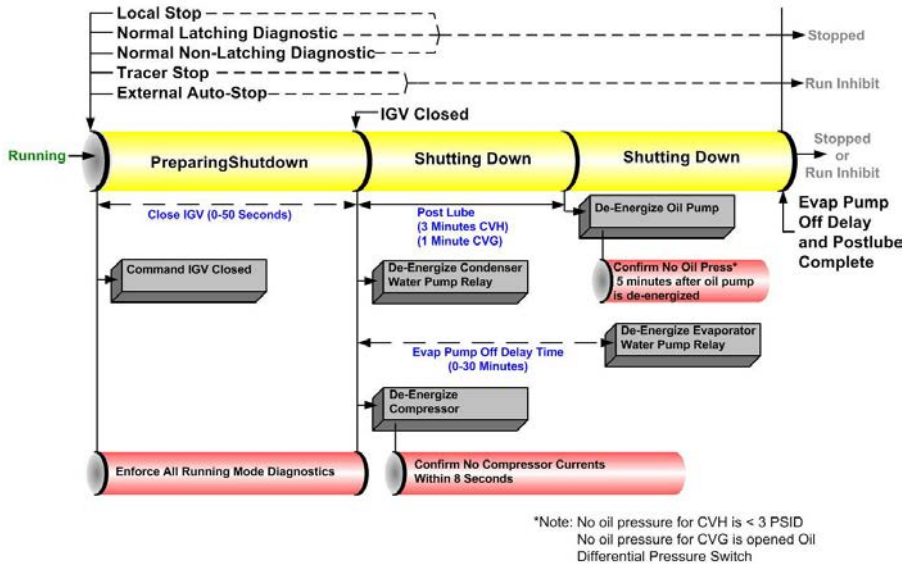 Local Stop
Normal Latching Diagnostic
Normal Non-Latching Diagnostic
Stopped
Tracer Stop
External Auto-Stop
Run Inhibit
IGV Closed
Running
PreparingShutdown
Shutting Down
Shutting Down
Stopped
or
Run Inhibit
Close IGV (0-50 Seconds)
Post Lube
(3 Minutes CVH)
(1 Minute CVG)
De-Energize Oil Pump
Evap Pump
Off Delay
and Postlube
Complete
Command IGV Closed
De-Energize Condenser
Water Pump Relay
Confirm No Oil Press*
5 minutes after oil pump
is de-energized
Evap Pump Off Delay Time
(0-30 Minutes)
De-Energize Evaporator
Water Pump Relay
De-Energize
Compressor
Enforce All Running Mode Diagnostics
Confirm No Compressor Currents
Within 8 Seconds
*Note: No oil pressure for CVH is < 3 PSID
No oil pressure for CVG is opened Oil
Differential Pressure Switch